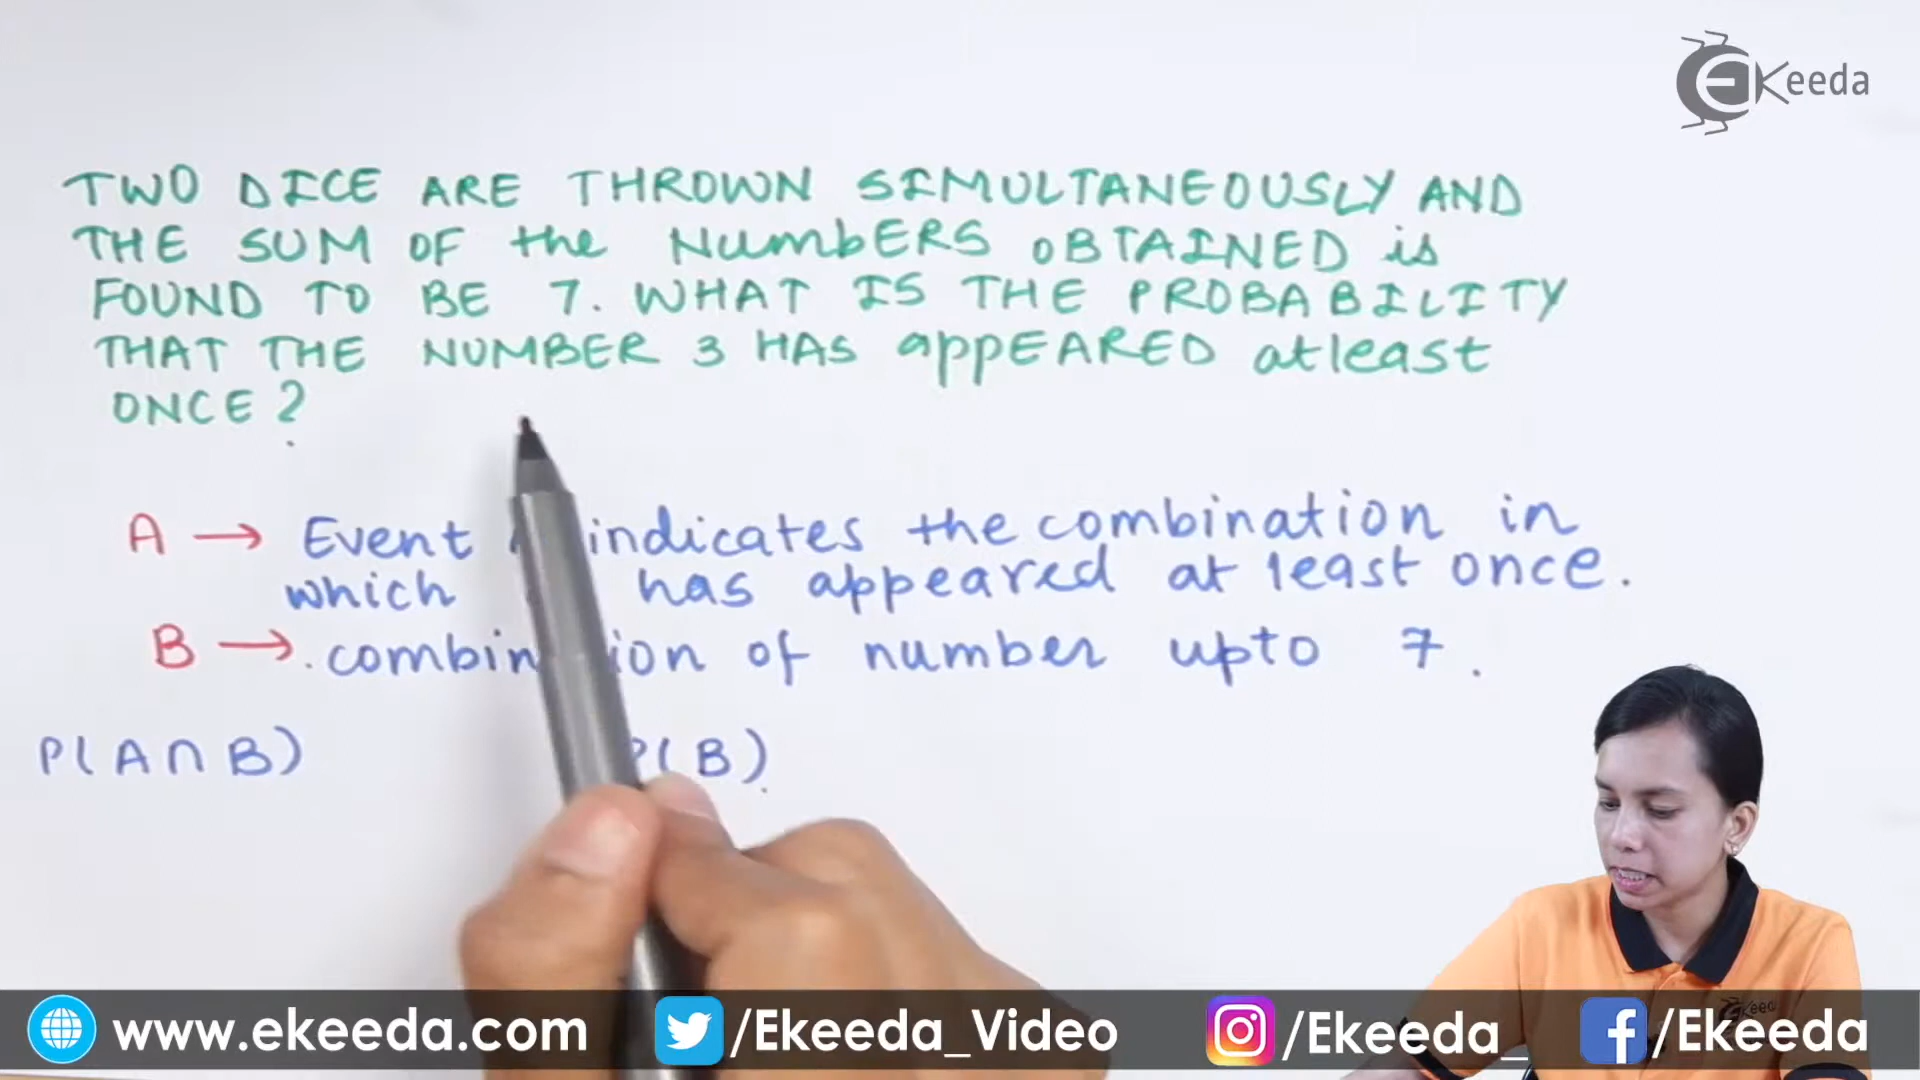 Ekeeda
TWO DICE ARE THROWN SIMULTANEOUSLY AND
THE SUM OF the NumbERS OBTAINED is
FOUND TO BE 7. WHAT IS THE PROBABILITY
THAT THE NUMBER 3 HAS appEARED atleast
ONCE?
A → Event indicates the combination in
which has appeared at least once.
B → combin ion of number upto 7.
P(A∩B) P(B)
www.ekeeda.com /Ekeeda_Video /Ekeeda_ /Ekeeda